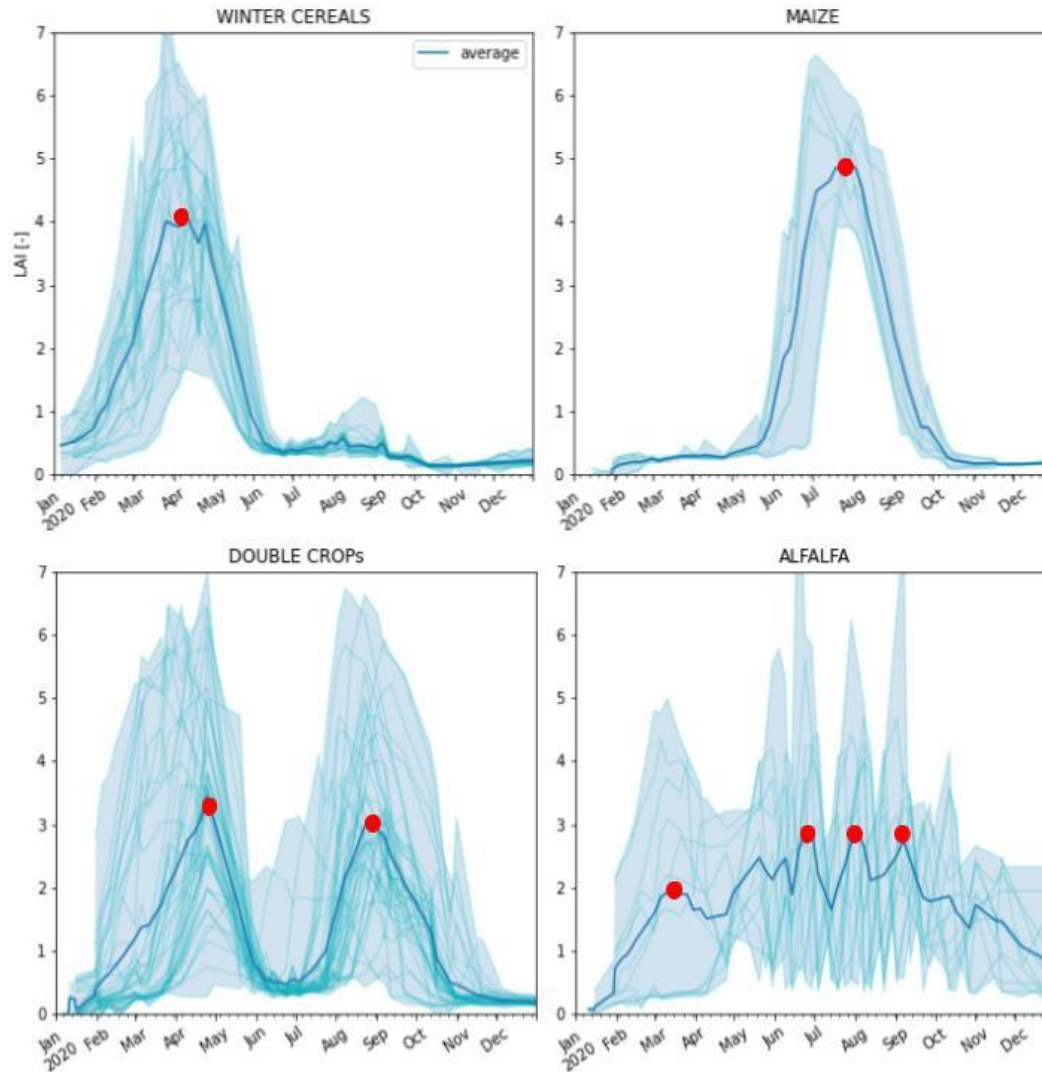 WINTER CEREALS
average
LAI [-]
7
6
5
4
3
2
1
0
Jan
2020
Feb
Mar
Apr
May
Jun
Jul
Aug
Sep
Oct
Nov
Dec
MAIZE
7
6
5
4
3
2
1
0
Jan
2020
Feb
Mar
Apr
May
Jun
Jul
Aug
Sep
Oct
Nov
Dec
DOUBLE CROPs
7
6
5
4
3
2
1
0
Jan
2020
Feb
Mar
Apr
May
Jun
Jul
Aug
Sep
Oct
Nov
Dec
ALFALFA
7
6
5
4
3
2
1
0
Jan
2020
Feb
Mar
Apr
May
Jun
Jul
Aug
Sep
Oct
Nov
Dec